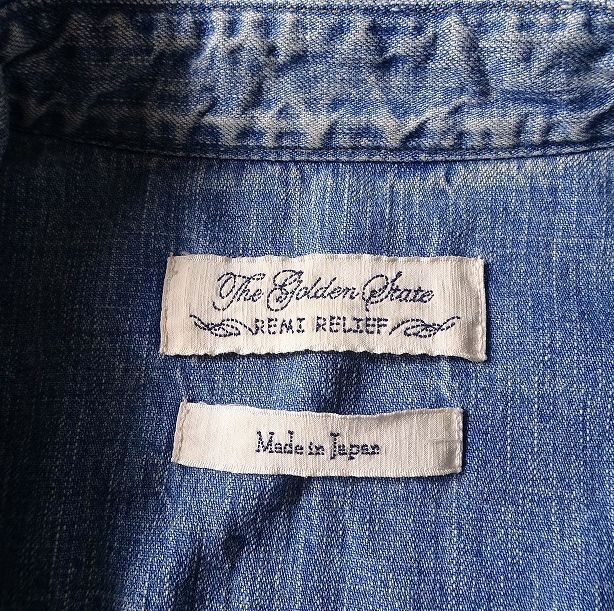 The Golden State
REMI RELIEF
Made in Japan